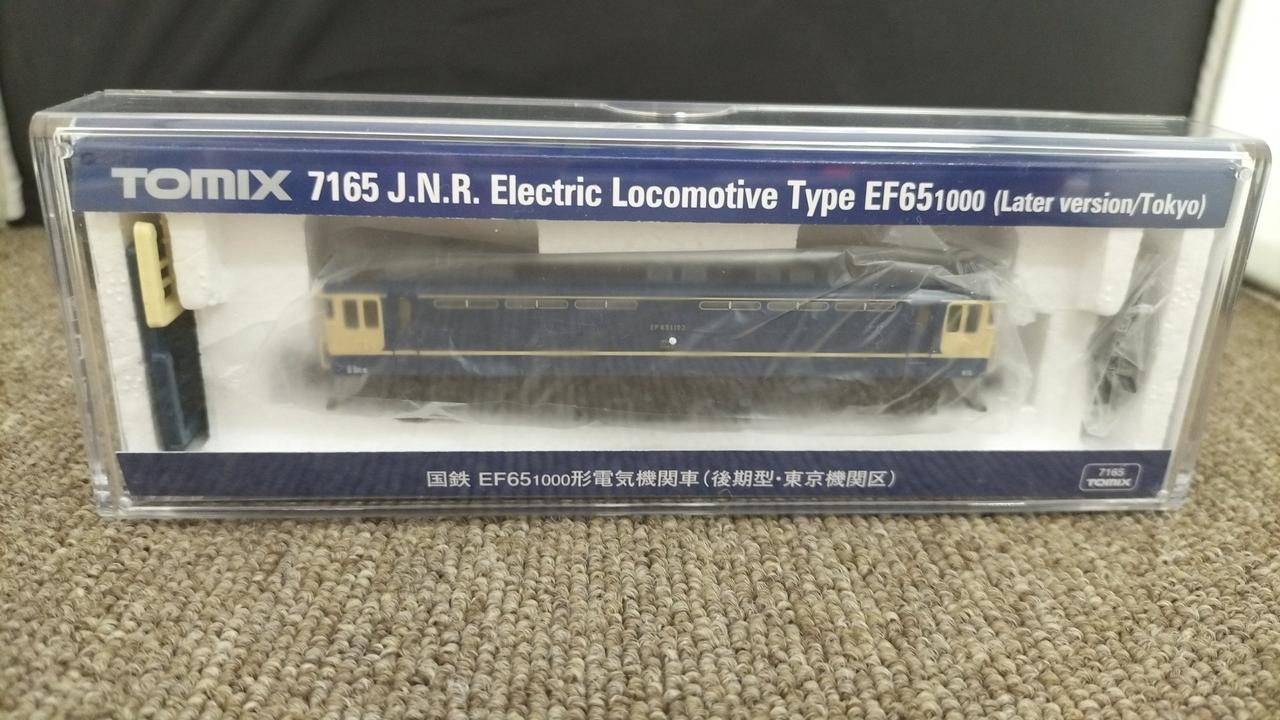 TOMIX 7165 J.N.R. Electric Locomotive Type EF651000 (Later version/Tokyo)
EF651103
国鉄 EF651000形電気機関車(後期型・東京機関区)
7165
TOMIX